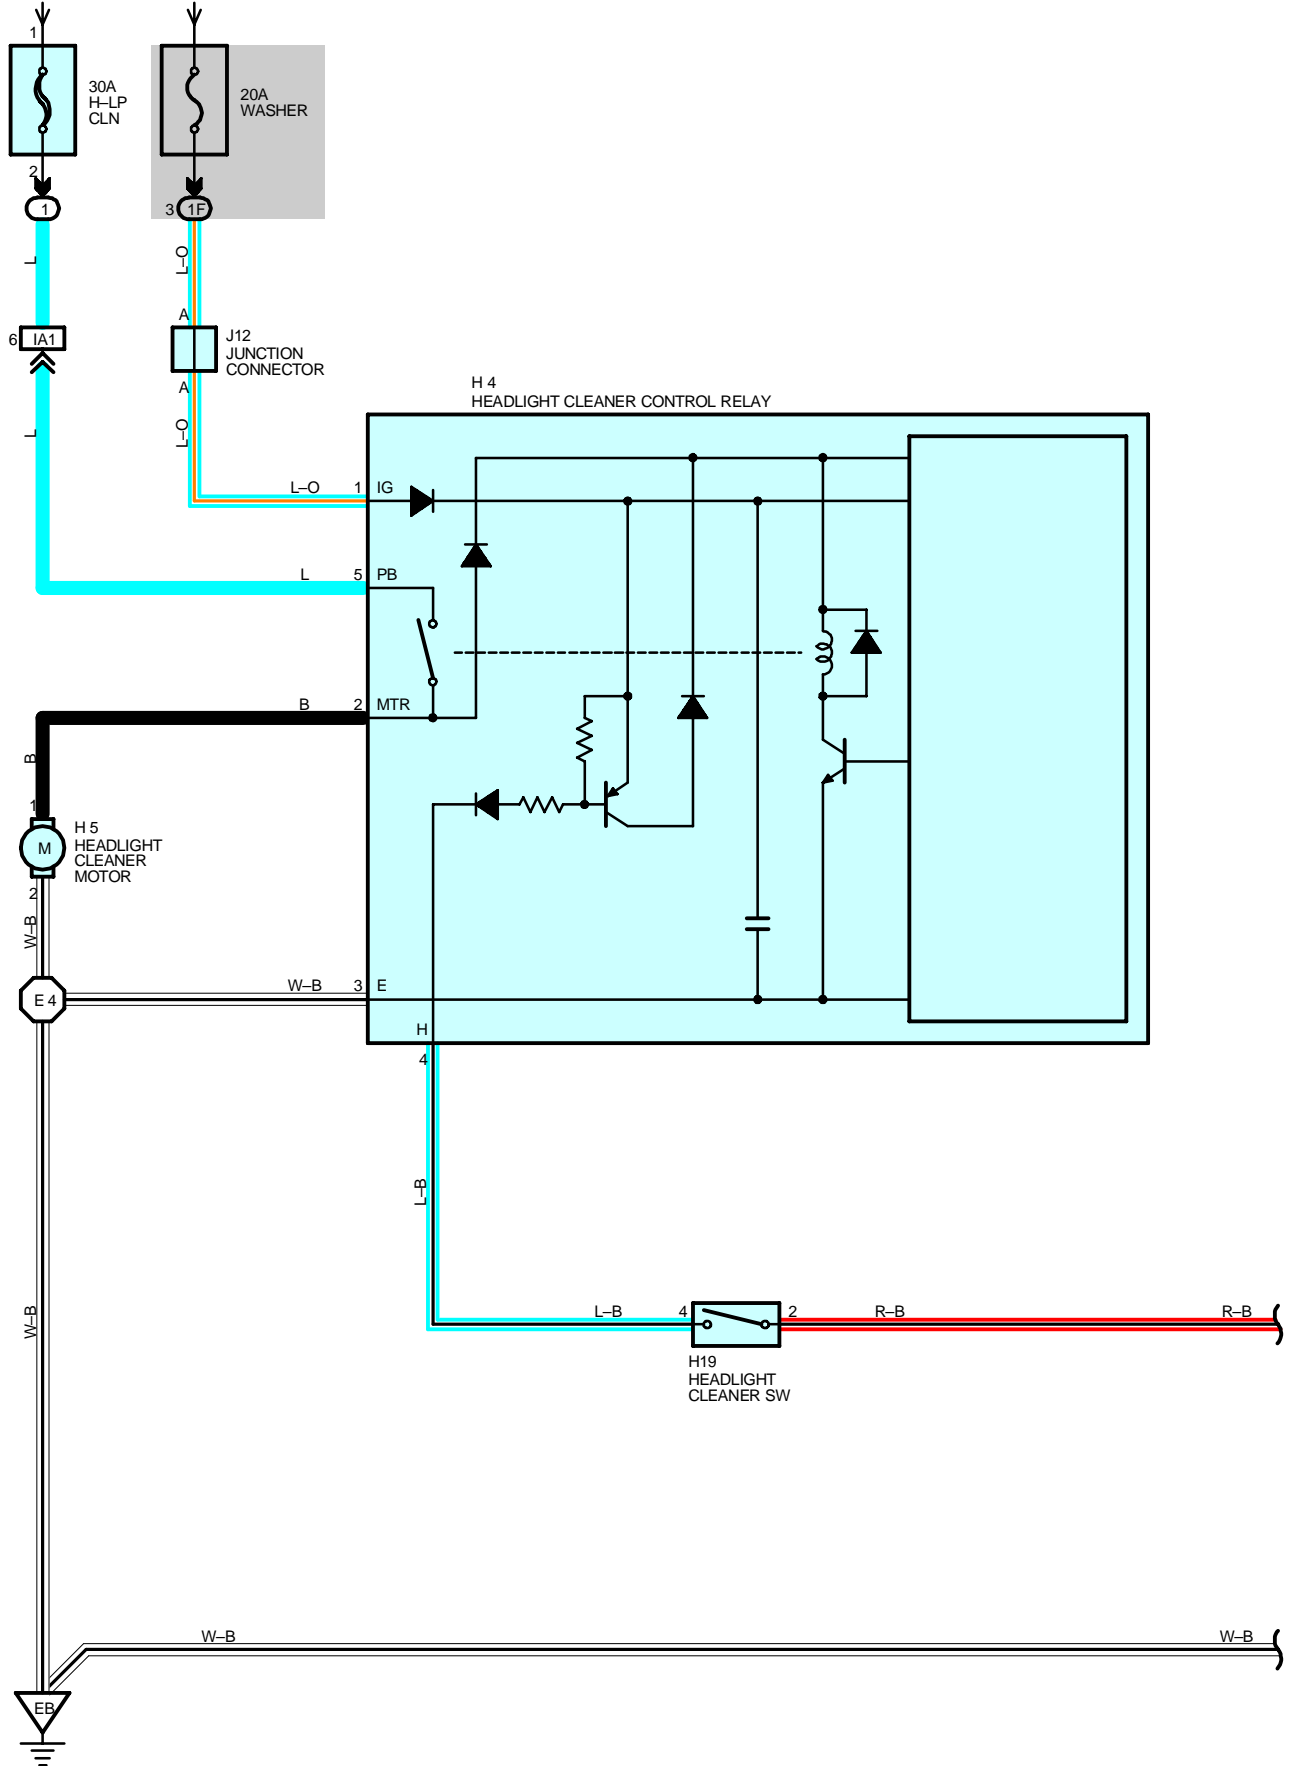 1
30A
H–LP
CLN
2
1
20A
WASHER
3
1F
L
L–O
6
IA1
A
J12
JUNCTION
CONNECTOR
A
L
L–O
H 4
HEADLIGHT CLEANER CONTROL RELAY
L–O
1
IG
L
5
PB
B
2
MTR
B
1
M
H 5
HEADLIGHT
CLEANER
MOTOR
2
W–B
E 4
W–B
3
E
H
4
L–B
L–B
4
2
R–B
R–B
H19
HEADLIGHT
CLEANER SW
W–B
W–B
W–B
EB